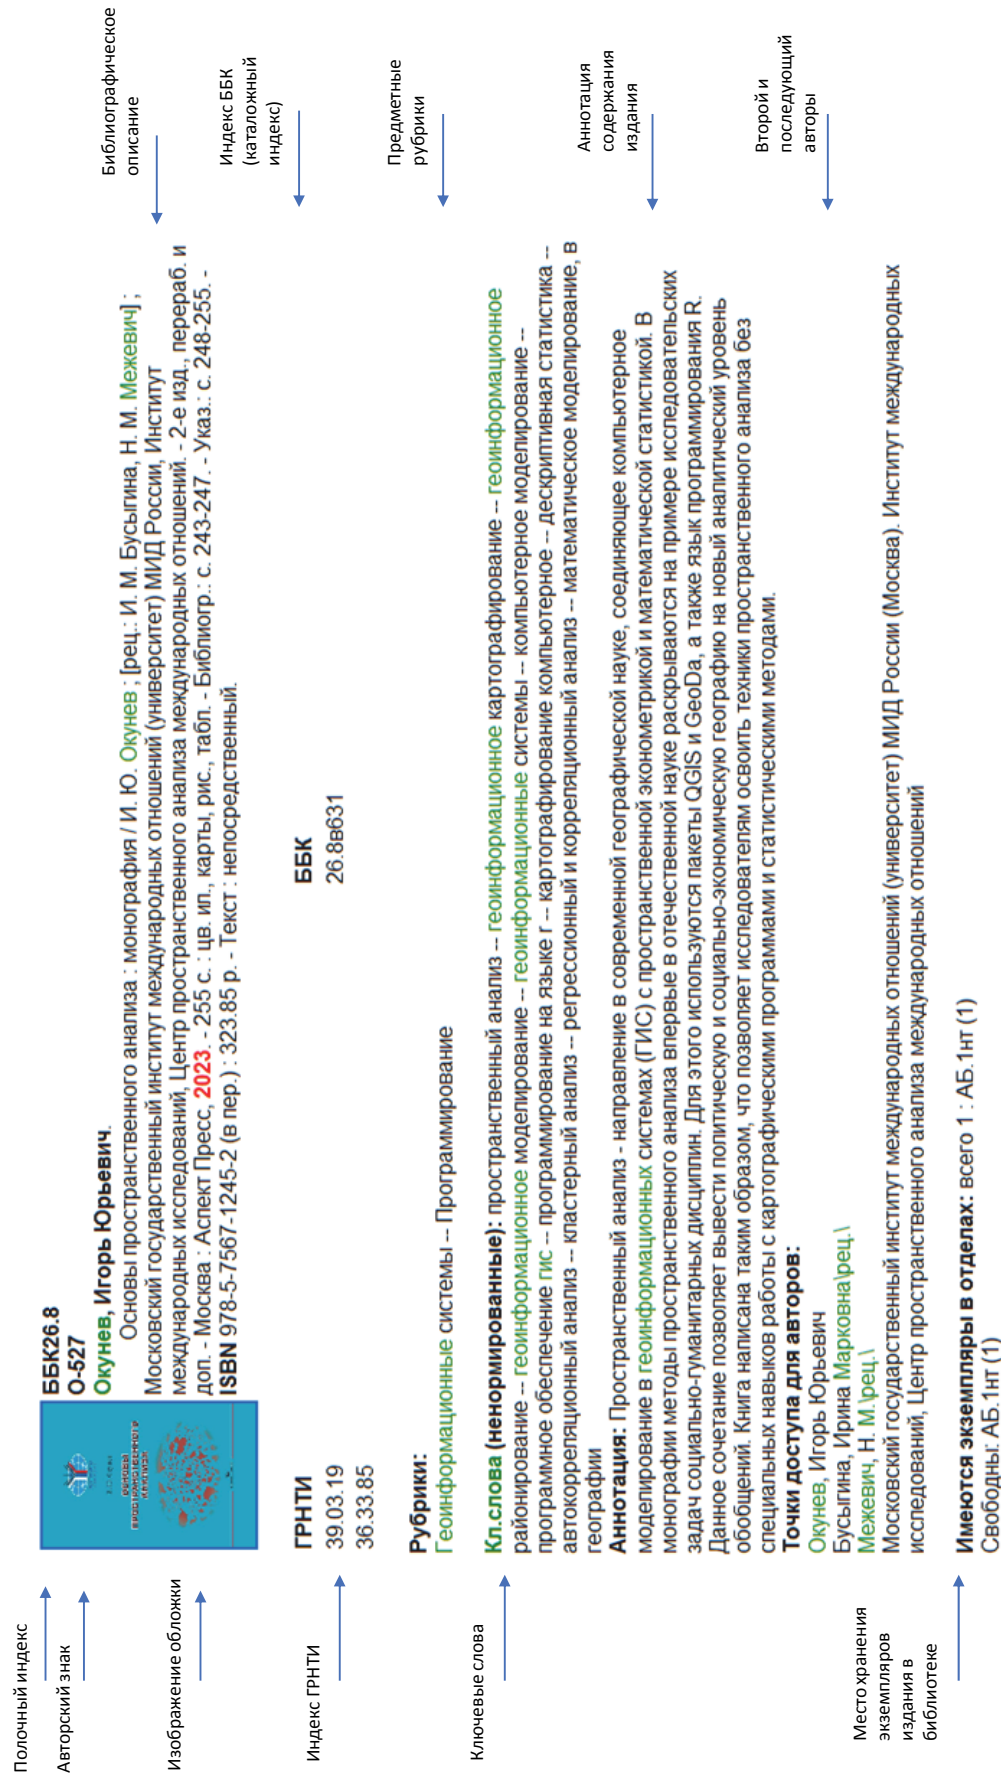 Полочный индекс
Авторский знак
Изображение обложки
Индекс ГРНТИ
Ключевые слова
Место хранения
экземпляров
издания в
библиотеке
ОСНОВЫ
ПРОСТРАНСТВЕННОГО
АНАЛИЗА
ББК26.8
О-527
Окунев, Игорь Юрьевич.
Основы пространственного анализа : монография / И. Ю. Окунев ; [рец.: И. М. Бусыгина, Н. М. Межевич] ;
Московский государственный институт международных отношений (университет) МИД России, Институт
международных исследований, Центр пространственного анализа международных отношений. - 2-е изд., перераб. и
доп. - Москва : Аспект Пресс, 2023. - 255 с. : цв. ил., карты, рис., табл. - Библиогр.: с. 243-247. - Указ.: с. 248-255. -
ISBN 978-5-7567-1245-2 (в пер.) : 323.85 р. - Текст : непосредственный.
ГРНТИ
39.03.19
36.33.85
ББК
26.8в631
Рубрики:
Геоинформационные системы -- Программирование
Кл.слова (ненормированные): пространственный анализ -- геоинформационное картографирование -- геоинформационное
районирование -- геоинформационное моделирование -- геоинформационные системы -- компьютерное моделирование --
программное обеспечение гис -- программирование на языке r -- картографирование компьютерное -- дескриптивная статистика --
автокорреляционный анализ -- кластерный анализ -- регрессионный и корреляционный анализ -- математическое моделирование, в
географии
Аннотация: Пространственный анализ - направление в современной географической науке, соединяющее компьютерное
моделирование в геоинформационных системах (ГИС) с пространственной эконометрикой и математической статистикой. В
монографии методы пространственного анализа впервые в отечественной науке раскрываются на примере исследовательских
задач социально-гуманитарных дисциплин. Для этого используются пакеты QGIS и GeoDa, а также язык программирования R.
Данное сочетание позволяет вывести политическую и социально-экономическую географию на новый аналитический уровень
обобщений. Книга написана таким образом, что позволяет исследователям освоить техники пространственного анализа без
специальных навыков работы с картографическими программами и статистическими методами.
Точки доступа для авторов:
Окунев, Игорь Юрьевич
Бусыгина, Ирина Марковна\рец.\
Межевич, Н. М.\рец.\
Московский государственный институт международных отношений (университет) МИД России (Москва). Институт международных
исследований, Центр пространственного анализа международных отношений
Имеются экземпляры в отделах: всего 1 : АБ.1нт (1)
Свободны: АБ.1нт (1)
Библиографическое
описание
Индекс ББК
(каталожный
индекс)
Предметные
рубрики
Аннотация
содержания
издания
Второй и
последующий
авторы